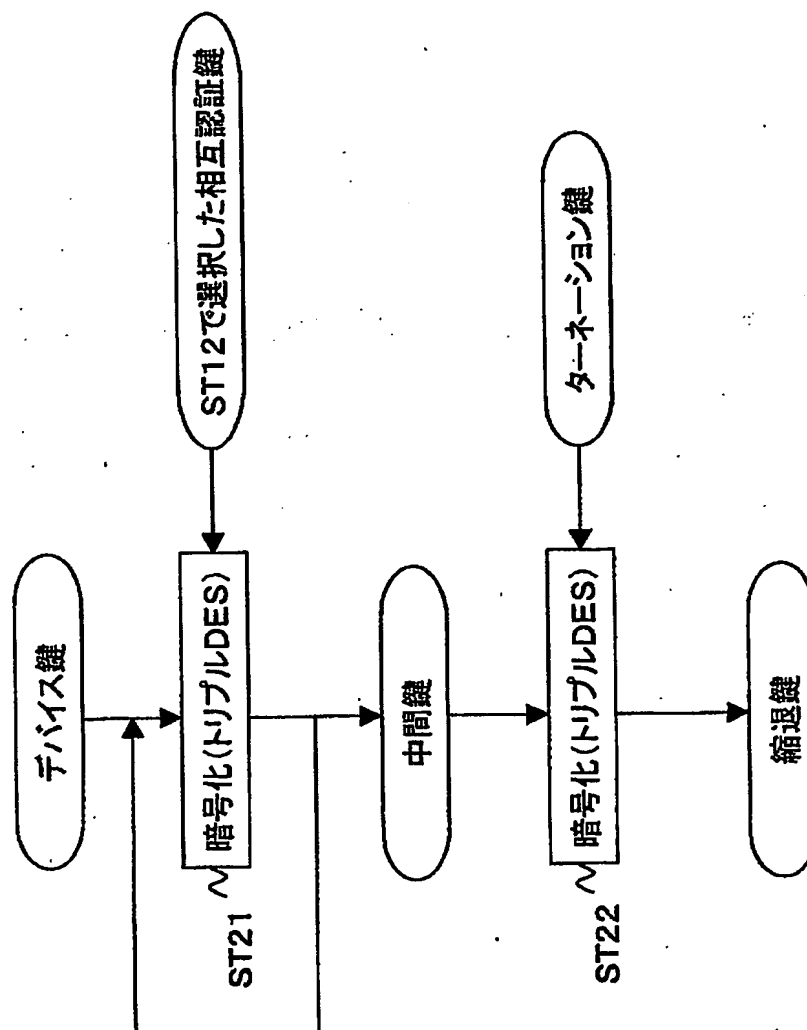 デバイス鍵
ST12で選択した相互認証鍵
暗号化(トリプルDES)
ST21
中間鍵
ターネーション鍵
暗号化(トリプルDES)
ST22
縮退鍵